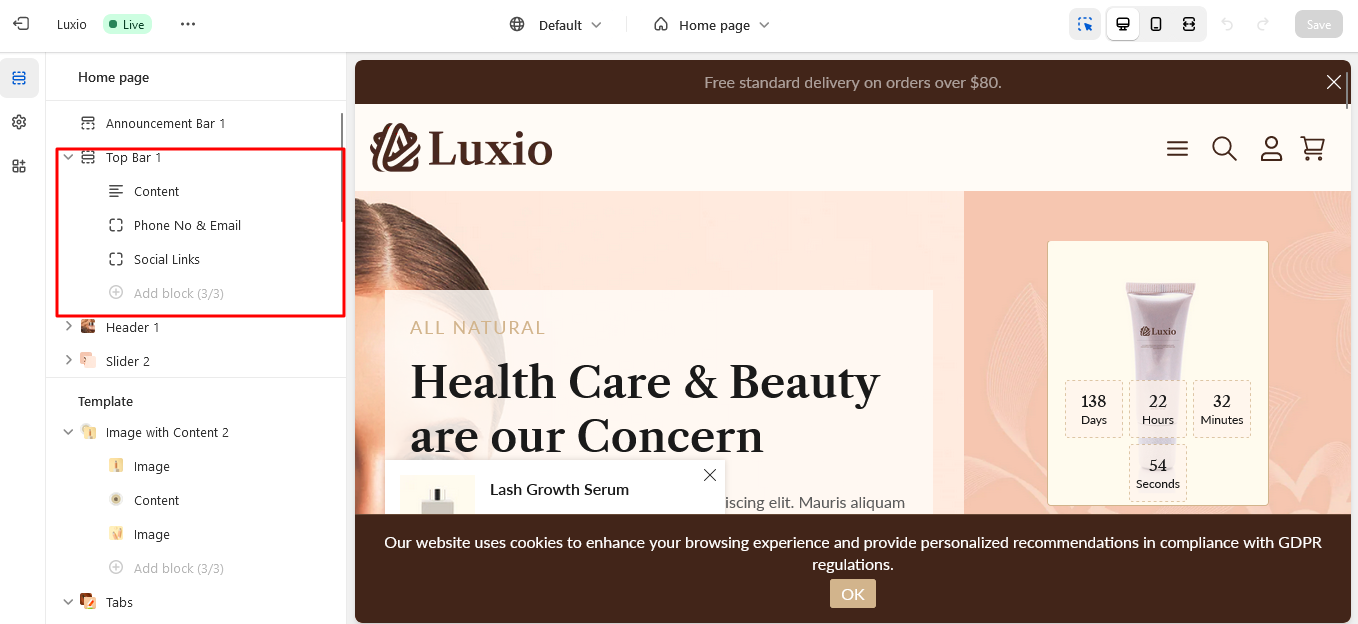 Luxio
Live
Default
Home page
Save
Home page
Announcement Bar 1
Top Bar 1
Content
Phone No & Email
Social Links
Add block (3/3)
Header 1
Slider 2
Template
Image with Content 2
Image
Content
Image
Add block (3/3)
Tabs
Free standard delivery on orders over $80.
Luxio
ALL NATURAL
Health Care & Beauty
are our Concern
iscing elit. Mauris aliquam
Lash Growth Serum
Luxio
138
Days
22
Hours
32
Minutes
54
Seconds
Our website uses cookies to enhance your browsing experience and provide personalized recommendations in compliance with GDPR
regulations.
OK